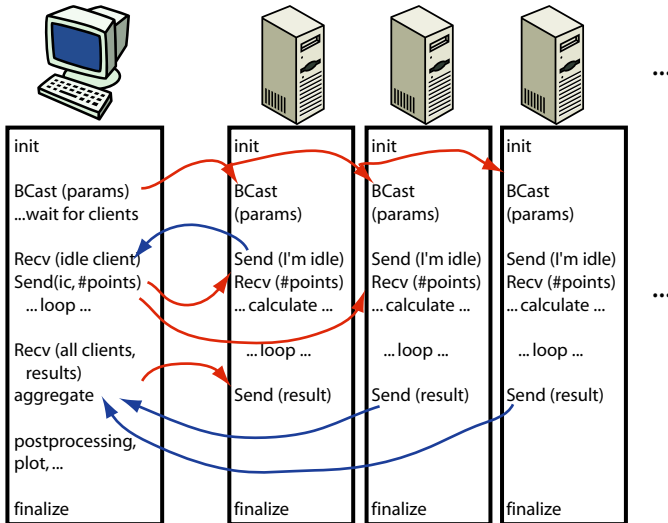 ...
init
BCast (params)
...wait for clients
Recv (idle client)
Send(ic, #points)
... loop ...
Recv (all clients,
results)
aggregate
postprocessing,
plot, ...
finalize
init
BCast
(params)
Send (I'm idle)
Recv (#points)
... calculate ...
...loop ...
Send (result)
finalize
init
BCast
(params)
Send (I'm idle)
Recv (#points)
... calculate ...
...loop ...
Send (result)
finalize
init
BCast
(params)
Send (I'm idle)
Recv (#points)
... calculate ...
...loop ...
Send (result)
finalize
...